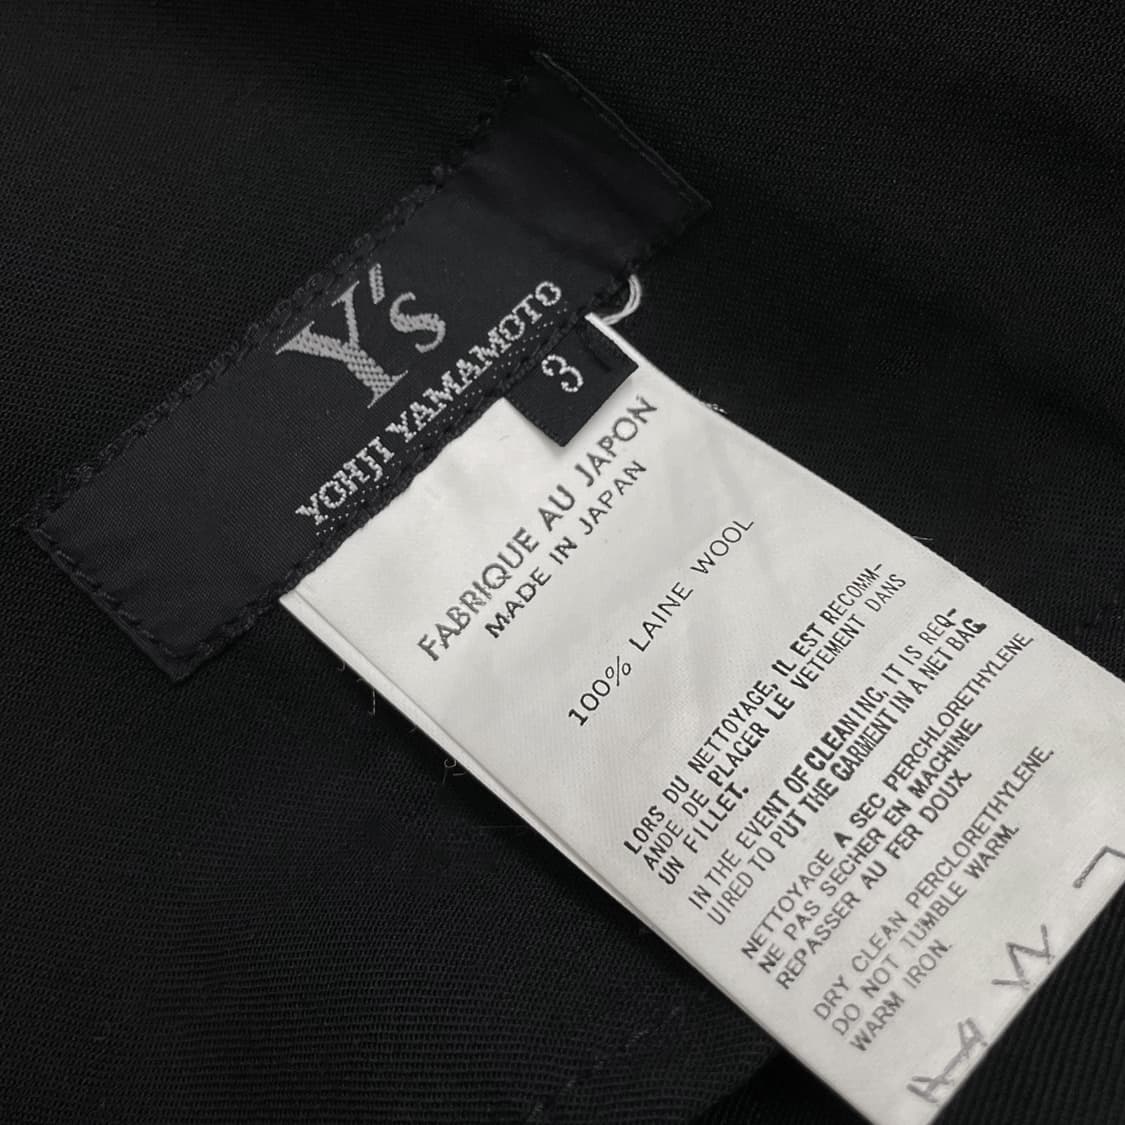 Y's
YOHJI YAMAMOTO
3
FABRIQUE AU JAPON
MADE IN JAPAN
100% LAINE WOOL
LORS DU NETTOYAGE, IL EST RECOMM-
ANDE DE PLACER LE VETEMENT DANS
UN FILLET.
IN THE EVENT OF CLEANING, IT IS REQ-
UIRED TO PUT THE GARMENT IN A NET BAG.
NETTOYAGE A SEC PERCHLORETHYLENE
NE PAS SECHER EN MACHINE.
REPASSER AU FER DOUX.
DRY CLEAN PERCLORETHYLENE.
DO NOT TUMBLE WARM.
WARM IRON.